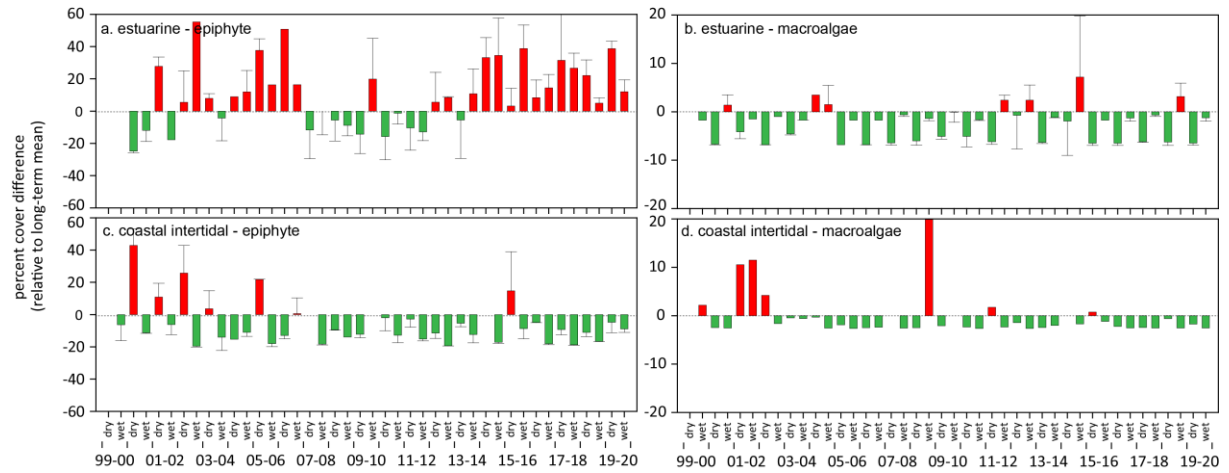 percent cover difference
(relative to long-term mean)
a. estuarine - epiphyte
60
40
20
0
-20
-40
-60
b. estuarine - macroalgae
20
10
0
-10
-20
c. coastal intertidal - epiphyte
40
20
0
-20
-40
-60
d. coastal intertidal - macroalgae
20
10
0
-10
-20
dry wet dry wet dry wet dry wet dry wet dry wet dry wet dry wet dry wet dry wet dry wet dry wet dry wet dry wet dry wet dry wet dry wet dry wet dry wet dry wet dry wet
99-00 01-02 03-04 05-06 07-08 09-10 11-12 13-14 15-16 17-18 19-20
dry wet dry wet dry wet dry wet dry wet dry wet dry wet dry wet dry wet dry wet dry wet dry wet dry wet dry wet dry wet dry wet dry wet dry wet dry wet dry wet dry wet
99-00 01-02 03-04 05-06 07-08 09-10 11-12 13-14 15-16 17-18 19-20